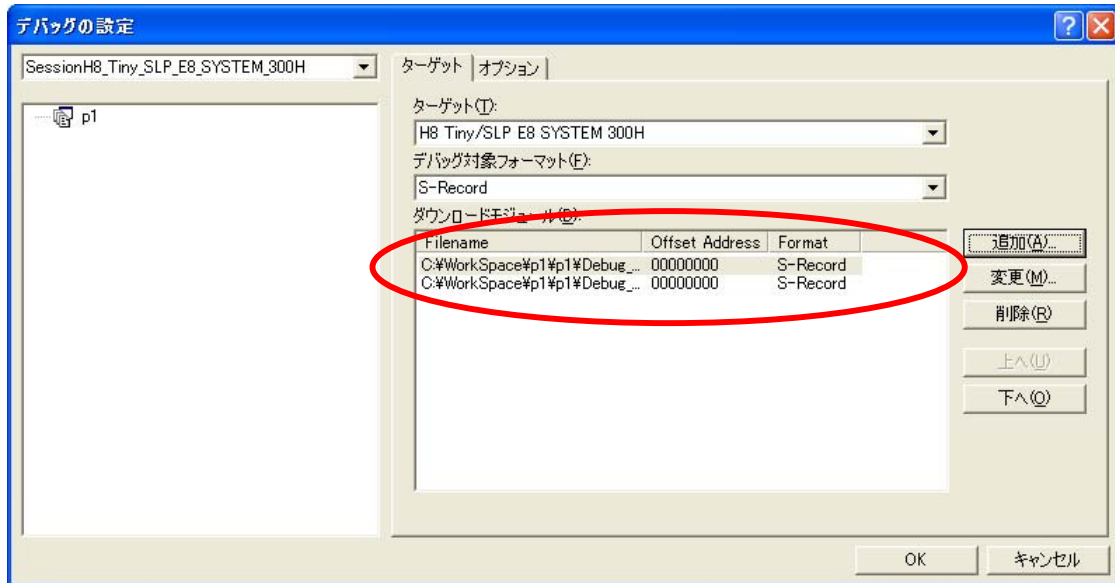 デバッグの設定
SessionH8_Tiny_SLP_E8_SYSTEM_300H
p1
ターゲット オプション
ターゲット(T):
H8 Tiny/SLP E8 SYSTEM 300H
デバッグ対象フォーマット(F):
S-Record
ダウンロードモジュール(D):
Filename Offset Address Format
C:¥WorkSpace¥p1¥p1¥Debug_... 00000000 S-Record
C:¥WorkSpace¥p1¥p1¥Debug_... 00000000 S-Record
追加(A)...
変更(M)...
削除(R)
上へ(U)
下へ(O)
OK キャンセル